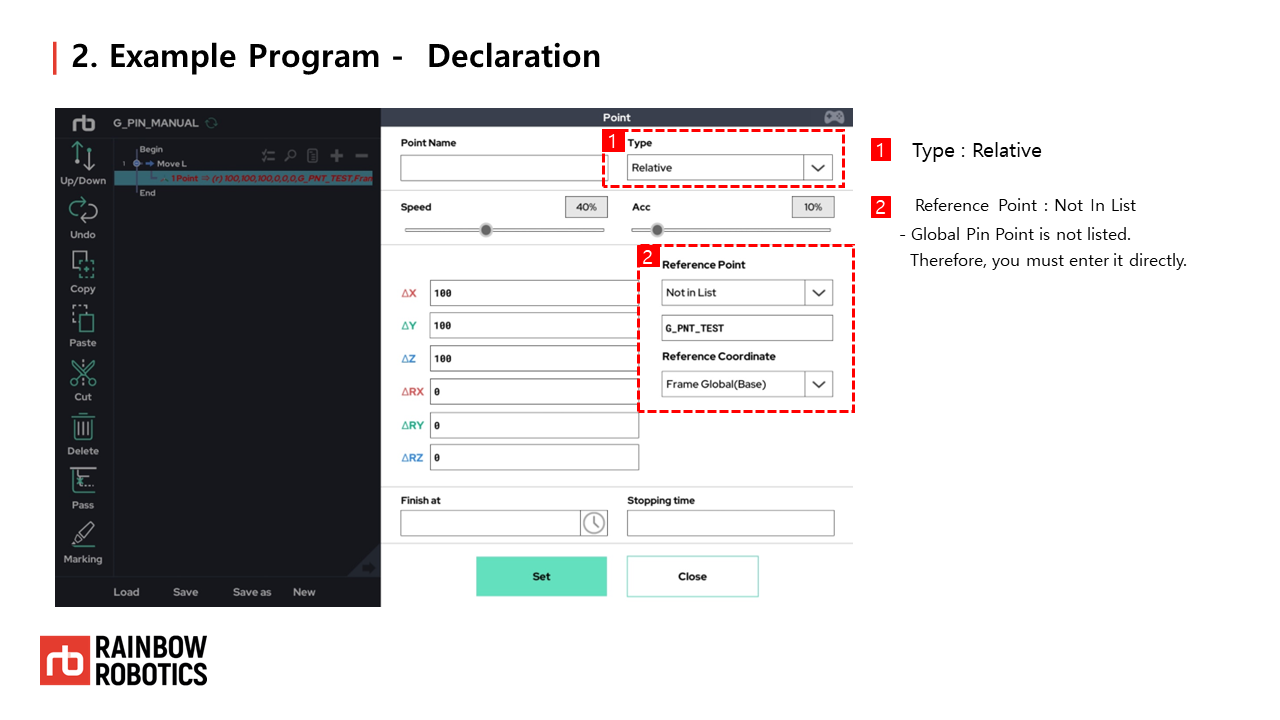 2. Example Program - Declaration
rb G_PIN_MANUAL
Point
Up/Down
Undo
Copy
Paste
Cut
Delete
Pass
Marking
Begin
1 Move L
... 1 Point ⇒ (r) 100,100,100,0,0,0,G_PNT_TEST,Fram
End
Load Save Save as New
Point Name
1 Type
Relative
Speed 40% Acc 10%
2 Reference Point
Not in List
G_PNT_TEST
Reference Coordinate
Frame Global(Base)
ΔX 100
ΔY 100
ΔZ 100
ΔRX 0
ΔRY 0
ΔRZ 0
Finish at Stopping time
Set Close
1 Type : Relative
2 Reference Point : Not In List
- Global Pin Point is not listed.
Therefore, you must enter it directly.
rb RAINBOW
ROBOTICS